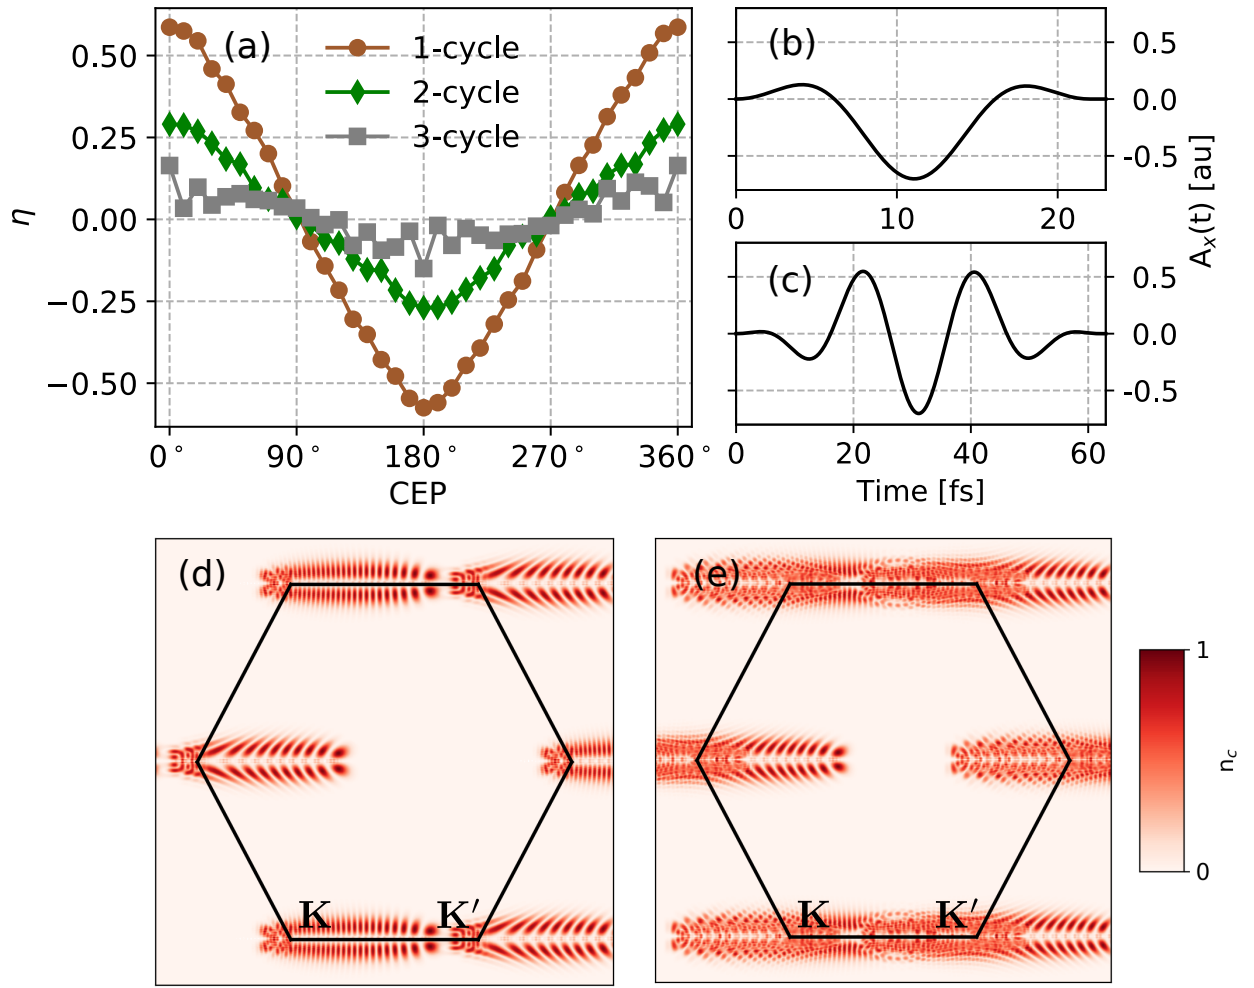 (a)
1-cycle
2-cycle
3-cycle
0.50
0.25
0.00
−0.25
−0.50
η
0° 90° 180° 270° 360°
CEP
(b)
0.5
0.0
-0.5
0 10 20
(c)
0.5
0.0
-0.5
0 20 40 60
Time [fs]
A_x(t) [au]
(d)
K K′
(e)
K K′
1
0
n_c